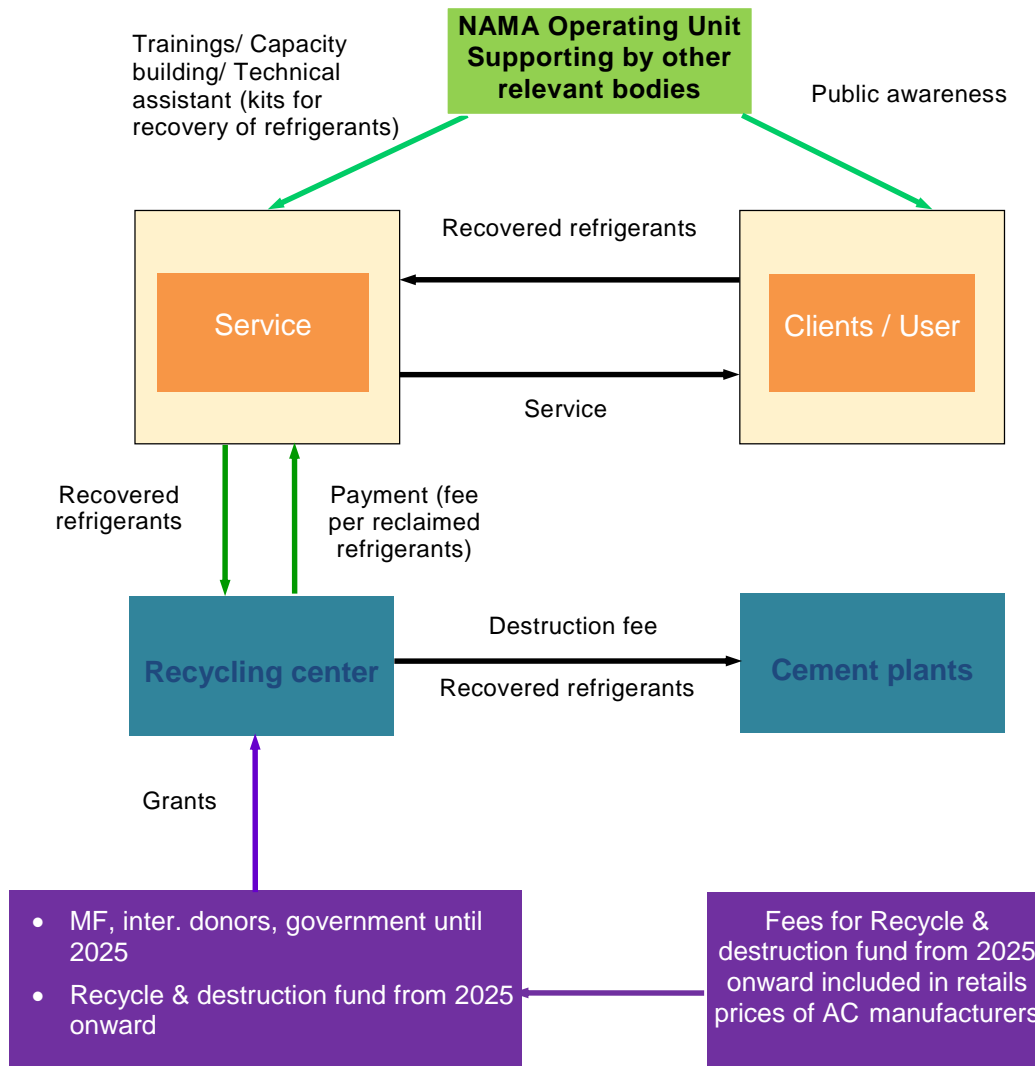 Trainings/ Capacity
building/ Technical
assistant (kits for
recovery of refrigerants)
NAMA Operating Unit
Supporting by other
relevant bodies
Public awareness
Recovered refrigerants
Service
Clients / User
Service
Recovered
refrigerants
Payment (fee
per reclaimed
refrigerants)
Destruction fee
Recycling center
Cement plants
Recovered refrigerants
Grants
• MF, inter. donors, government until
2025
• Recycle & destruction fund from 2025
onward
Fees for Recycle &
destruction fund from 2025
onward included in retails
prices of AC manufacturers